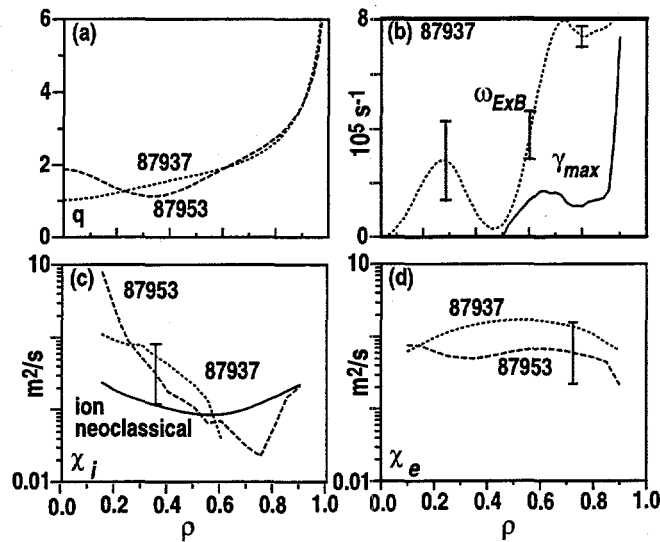 (a)
6
4
2
0
87937
87953
q
(b) 87937
8
4
0
10⁵ s⁻¹
ω_ExB
γ_max
(c)
10
0.01
m²/s
87953
87937
ion
neoclassical
χ_i
0.0 0.2 0.4 0.6 0.8 1.0
ρ
(d)
10
0.01
m²/s
87937
87953
χ_e
0.0 0.2 0.4 0.6 0.8 1.0
ρ